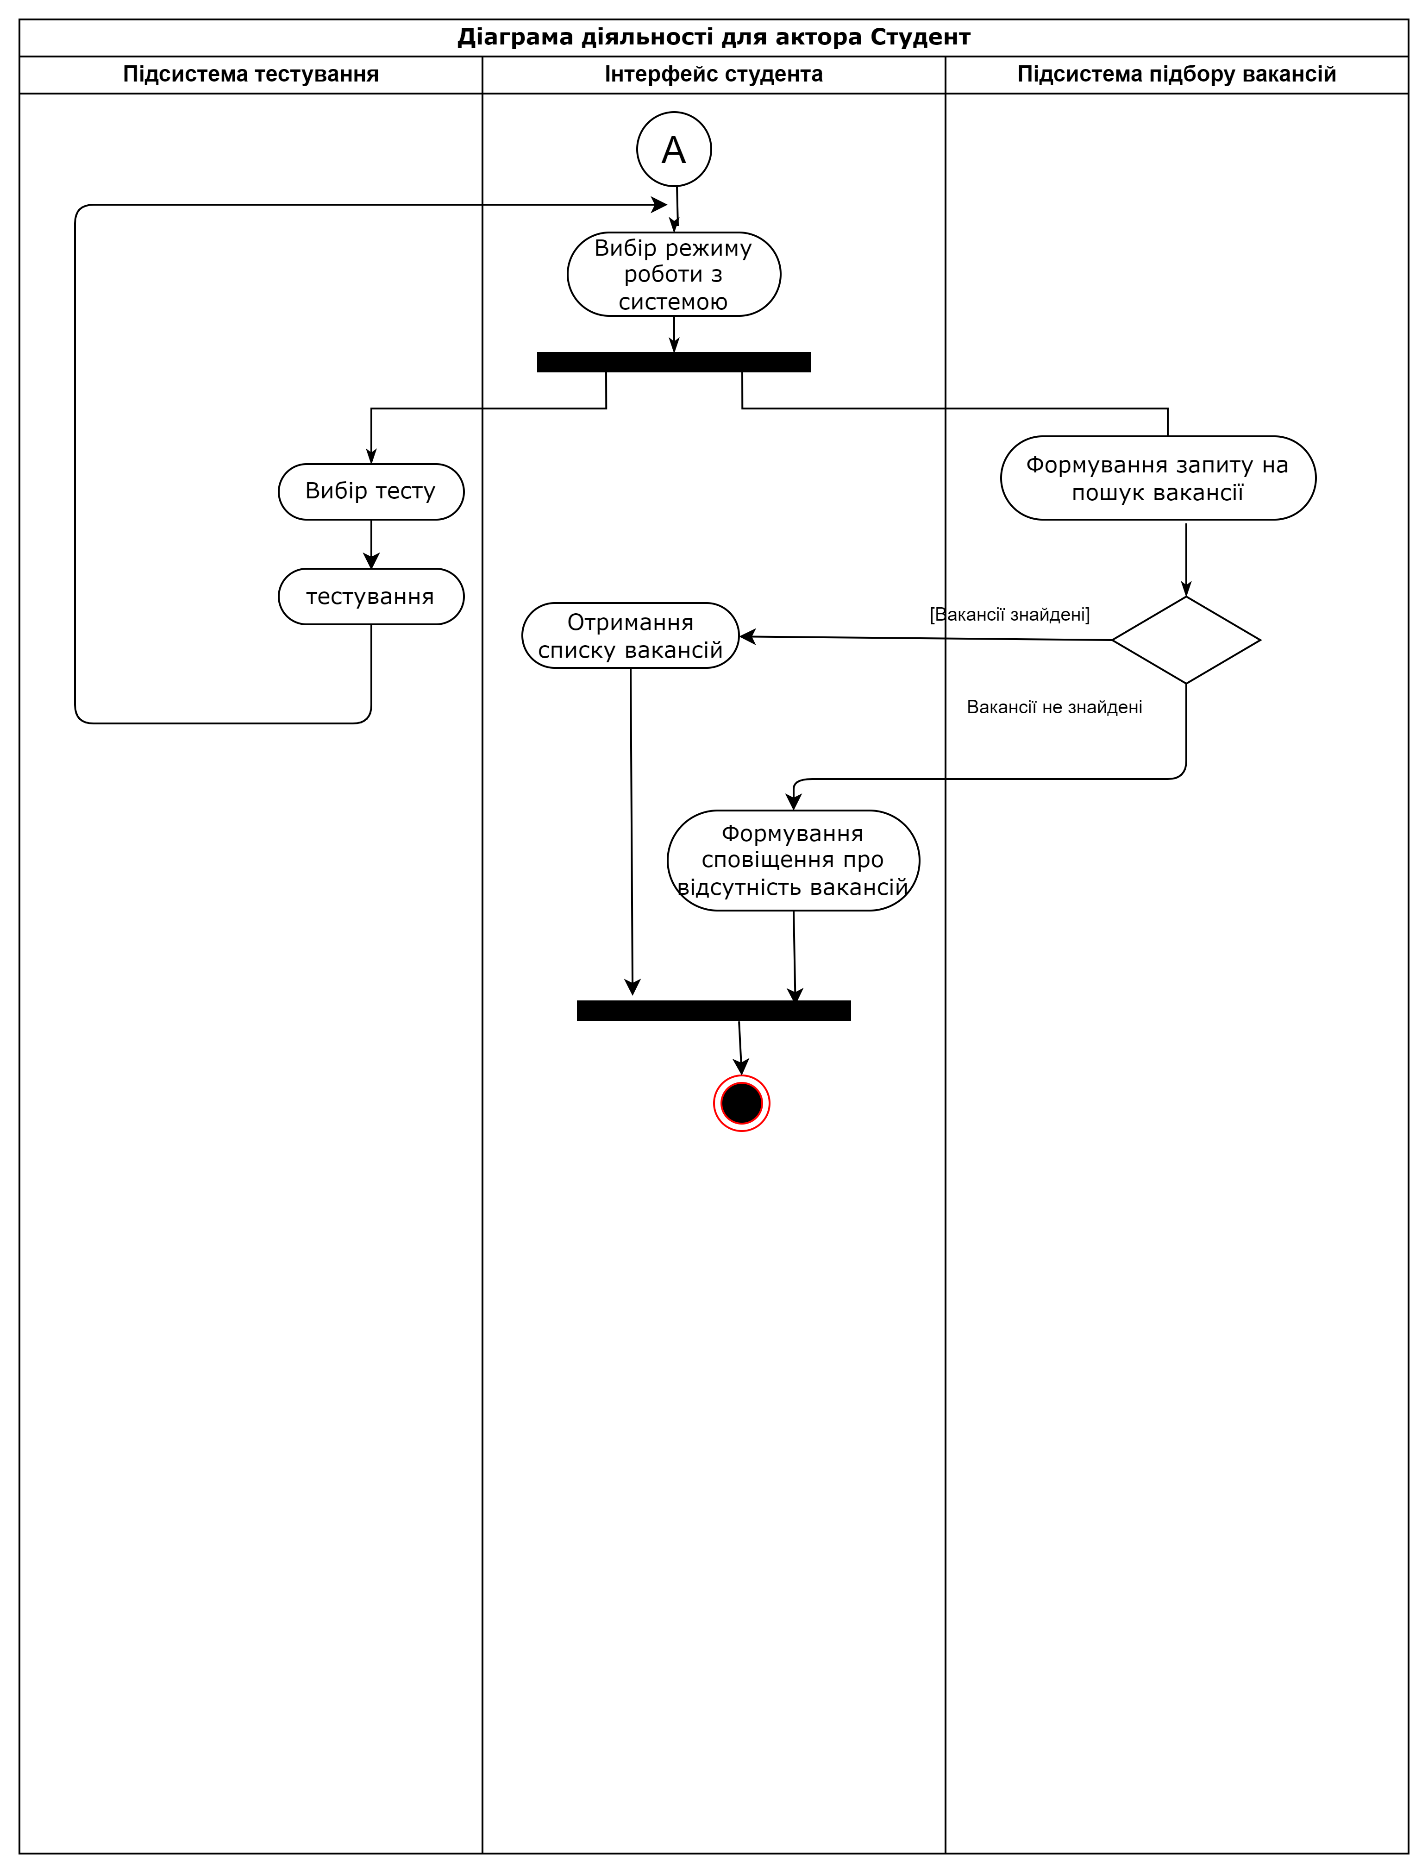 Діаграма діяльності для актора Студент
Підсистема тестування
Інтерфейс студента
Підсистема підбору вакансій
А
Вибір режиму
роботи з
системою
Вибір тесту
Формування запиту на
пошук вакансії
тестування
[Вакансії знайдені]
Отримання
списку вакансій
Вакансії не знайдені
Формування
сповіщення про
відсутність вакансій